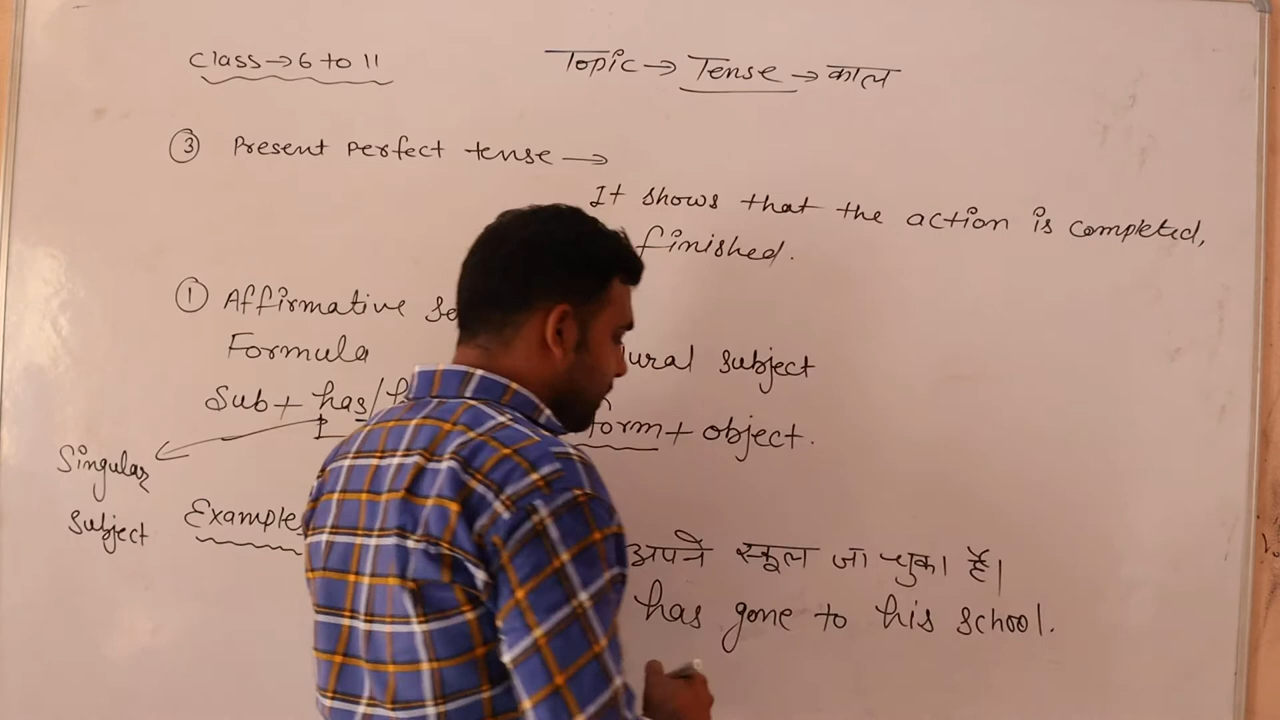 Class→6 to 11
Topic→Tense→काल
③ Present Perfect tense→
It shows that the action is completed,
finished.
① Affirmative
Formula
Plural subject
Sub + has/
form + object.
Singular
subject
Example
अपने स्कूल जा चुका है।
has gone to his school.